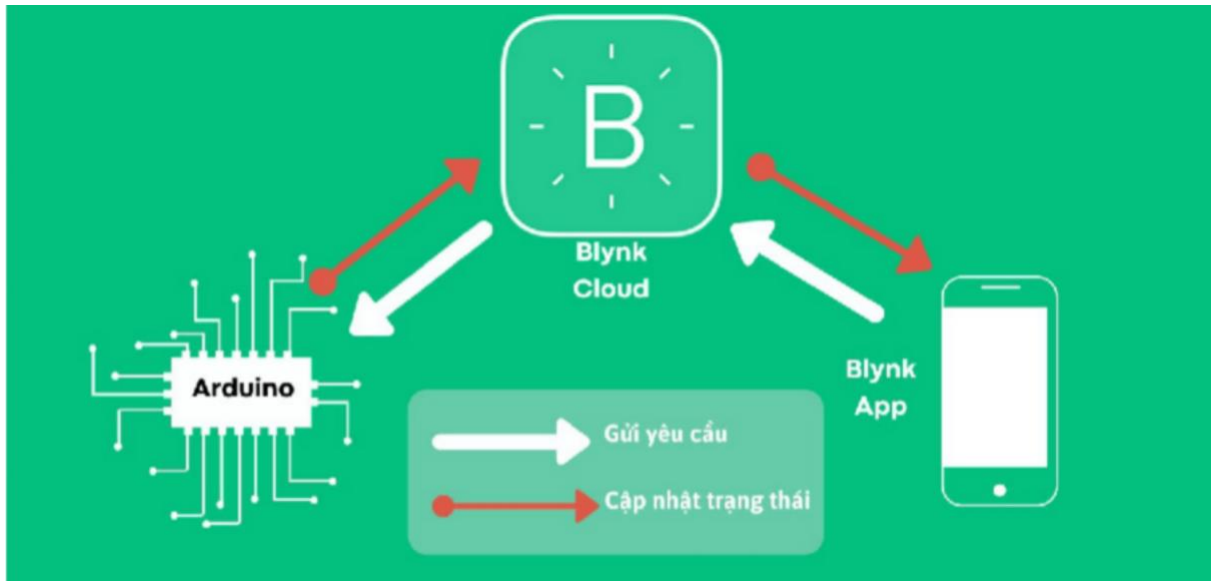 B
Blynk
Cloud
Arduino
Blynk
App
Gửi yêu cầu
Cập nhật trạng thái